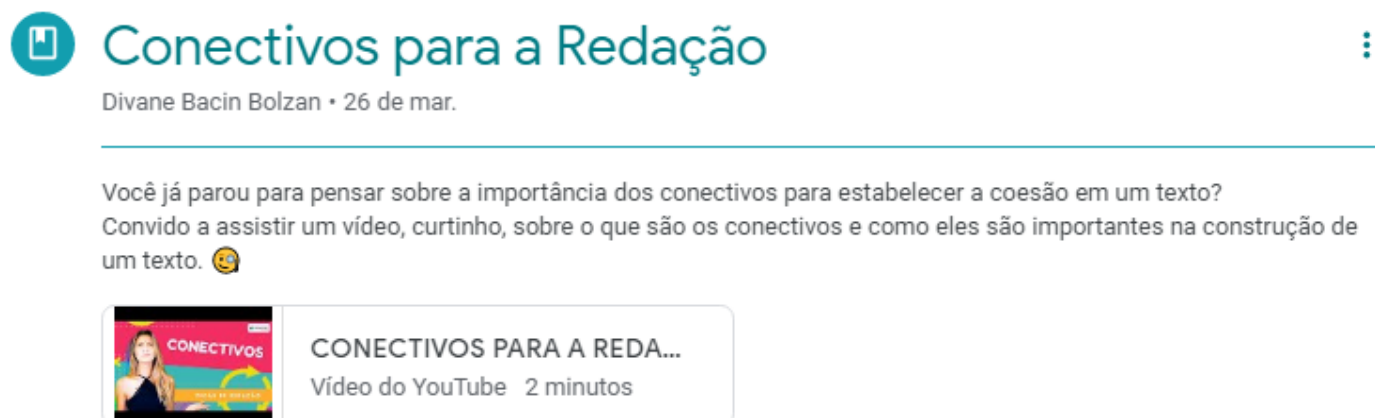 Conectivos para a Redação
Divane Bacin Bolzan • 26 de mar.
Você já parou para pensar sobre a importância dos conectivos para estabelecer a coesão em um texto?
Convido a assistir um vídeo, curtinho, sobre o que são os conectivos e como eles são importantes na construção de
um texto. 🧐
CONECTIVOS
CONECTIVOS PARA A REDA...
Vídeo do YouTube 2 minutos